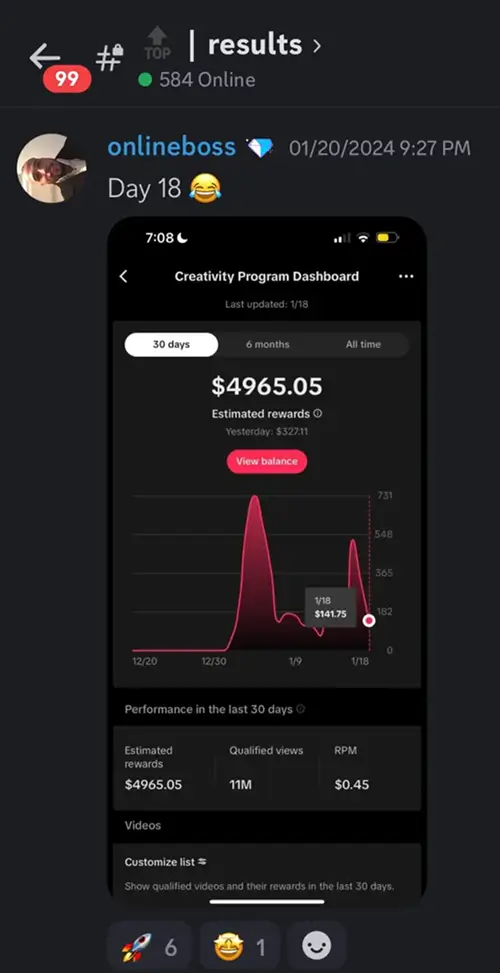 TOP | results >
99
584 Online
onlineboss 01/20/2024 9:27 PM
Day 18 😂
7:08
Creativity Program Dashboard
Last updated: 1/18
30 days 6 months All time
$4965.05
Estimated rewards
Yesterday: $327.11
View balance
731
548
365
182
0
1/18
$141.75
12/20 12/30 1/9 1/18
Performance in the last 30 days
Estimated rewards Qualified views RPM
$4965.05 11M $0.45
Videos
Customize list
Show qualified videos and their rewards in the last 30 days.
🚀 6 🤩 1